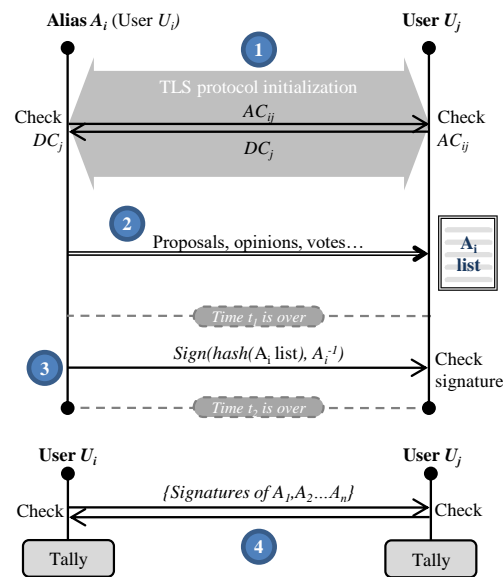 Alias A_i (User U_i)
User U_j
1
TLS protocol initialization
Check
DC_j
AC_ij
DC_j
Check
AC_ij
2
Proposals, opinions, votes…
A_i
list
Time t_1 is over
3
Sign(hash(A_i list), A_i^-1)
Check
signature
Time t_2 is over
User U_i
User U_j
{Signatures of A_1,A_2…A_n}
Check
Check
4
Tally
Tally